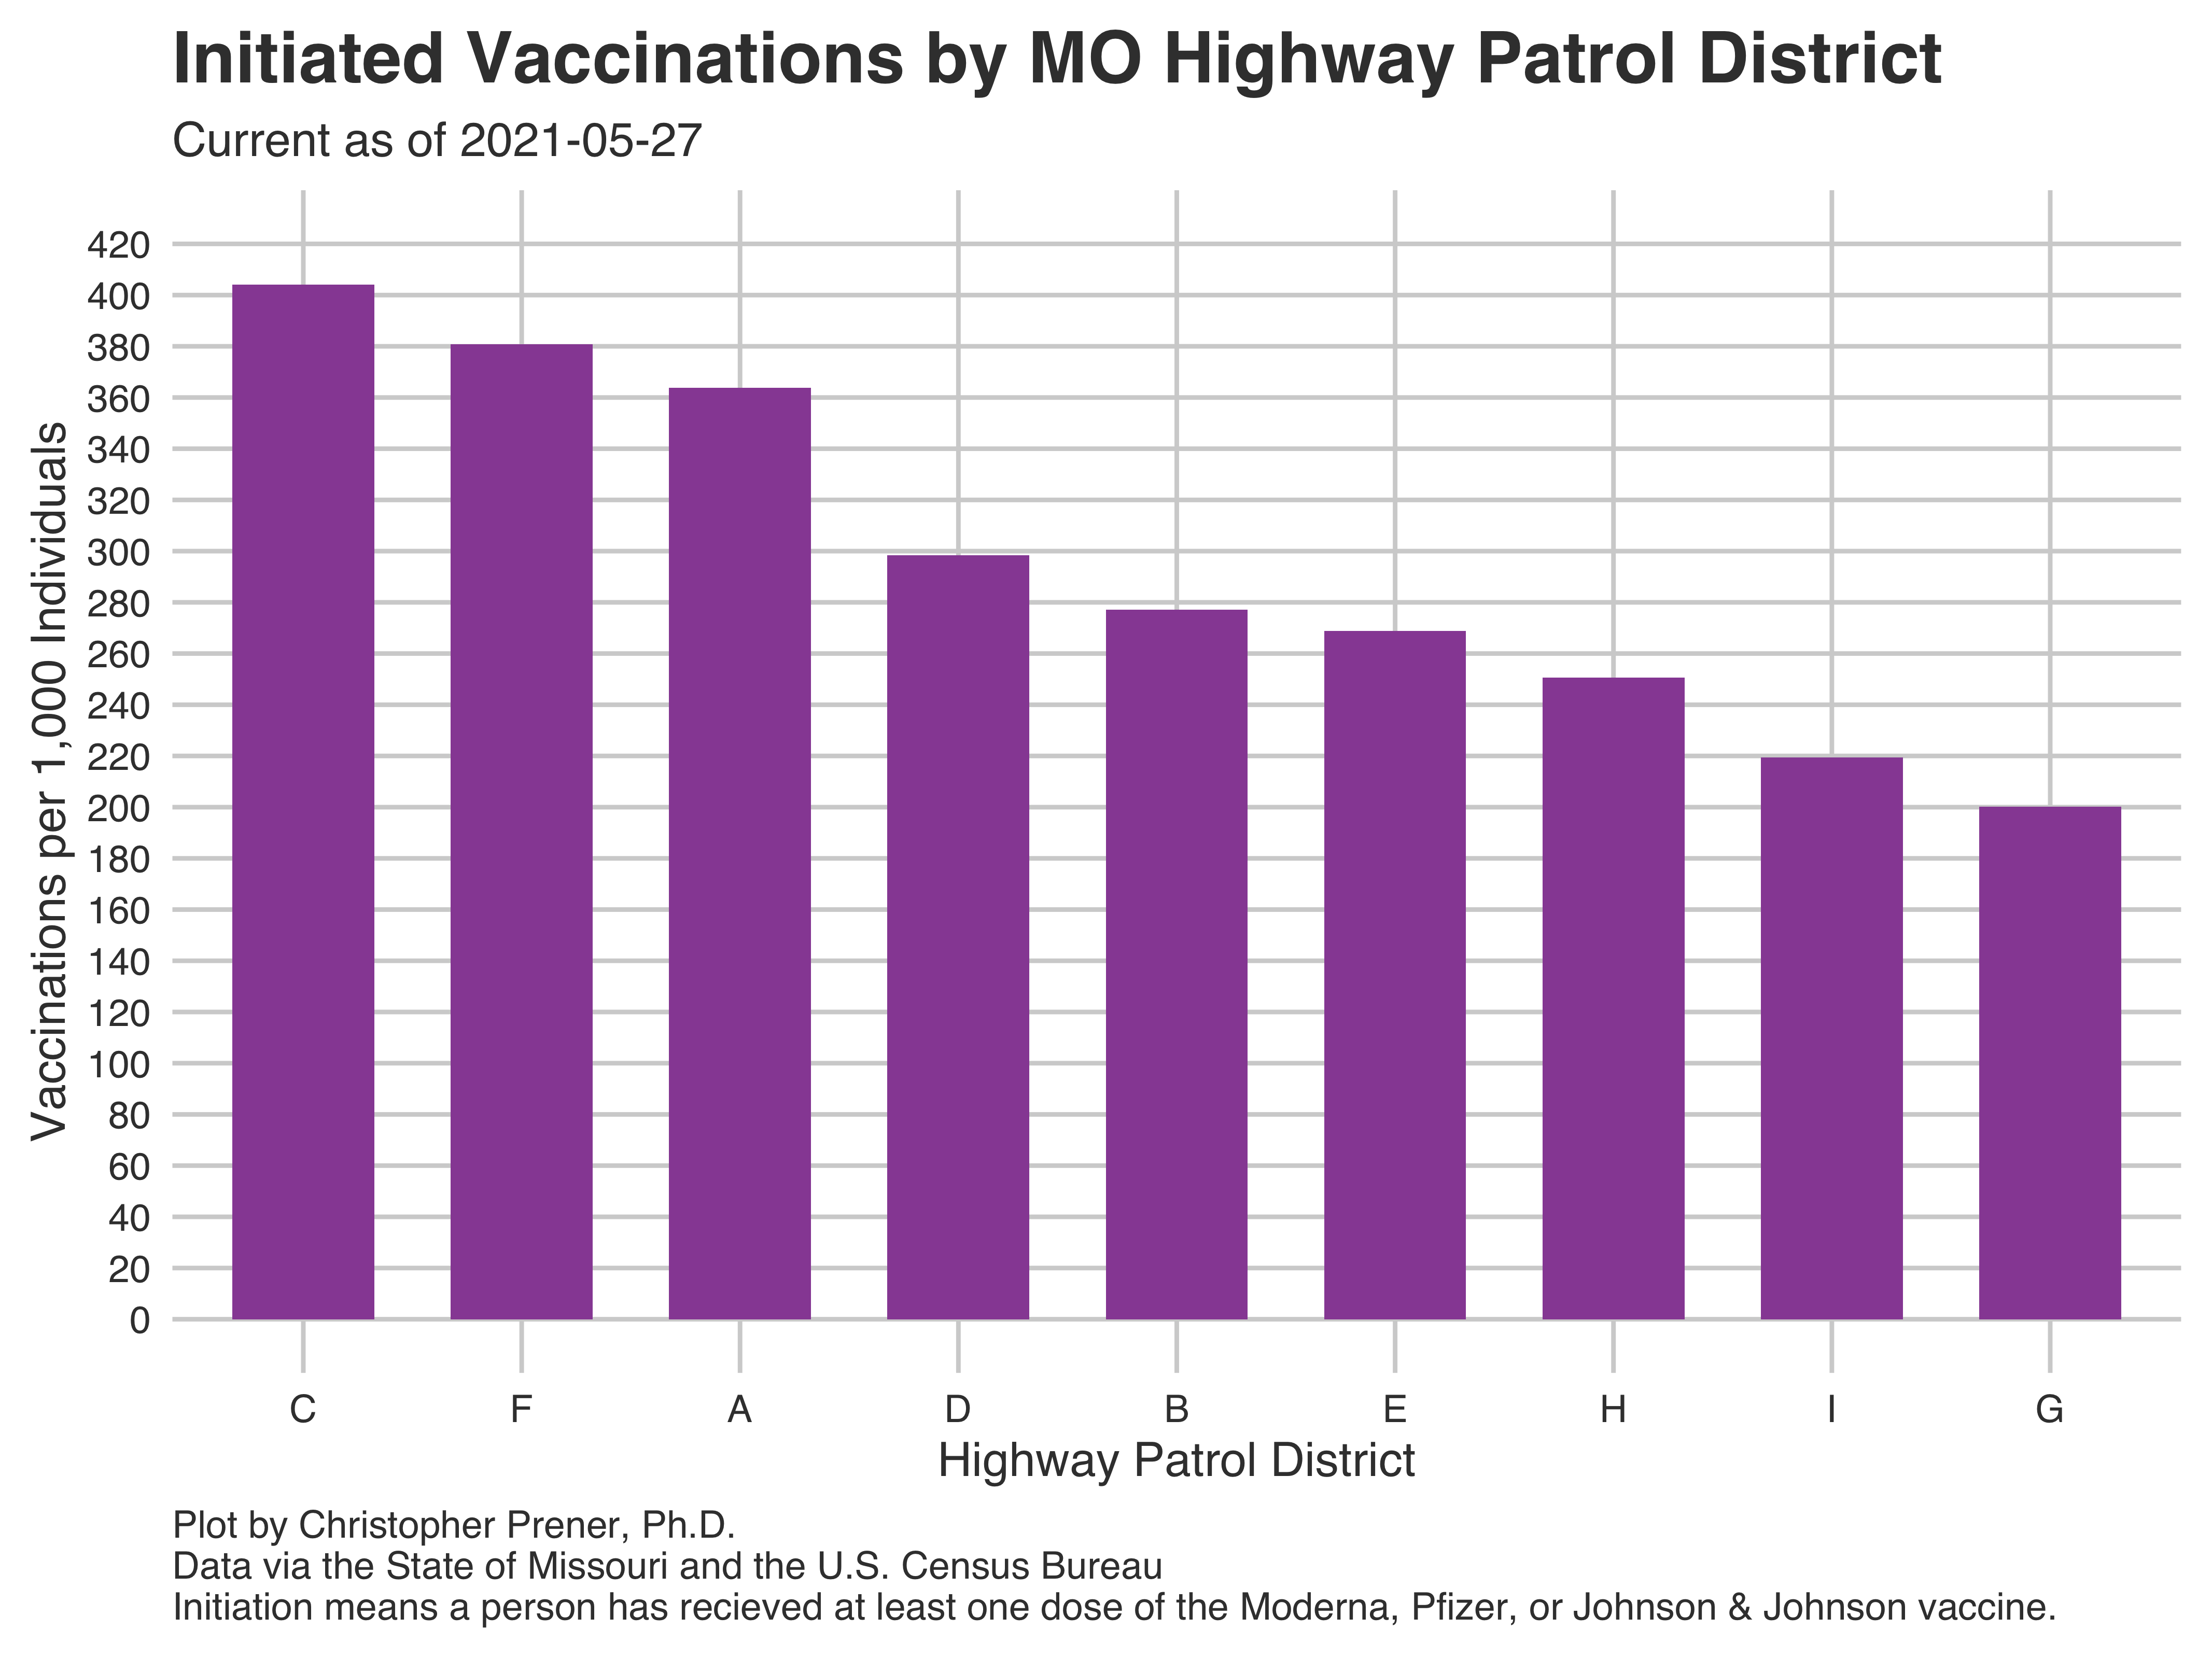 Initiated Vaccinations by MO Highway Patrol District
Current as of 2021-05-27
Vaccinations per 1,000 Individuals
420
400
380
360
340
320
300
280
260
240
220
200
180
160
140
120
100
80
60
40
20
0
C F A D B E H I G
Highway Patrol District
Plot by Christopher Prener, Ph.D.
Data via the State of Missouri and the U.S. Census Bureau
Initiation means a person has recieved at least one dose of the Moderna, Pfizer, or Johnson & Johnson vaccine.